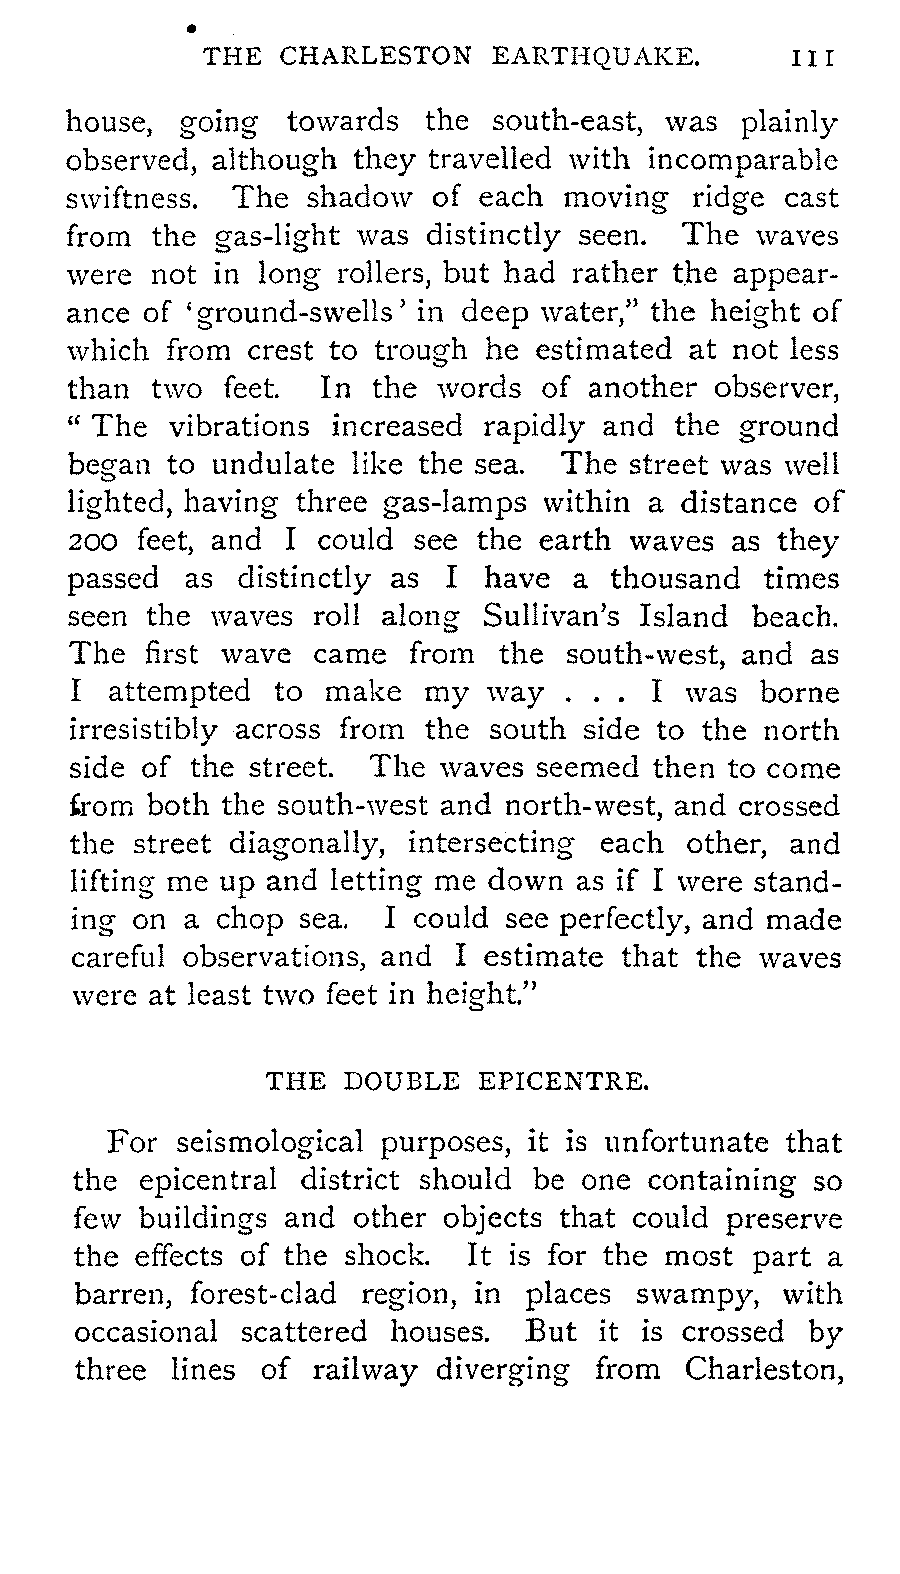 THE CHARLESTON EARTHQUAKE. 111
house, going towards the south-east, was plainly
observed, although they travelled with incomparable
swiftness. The shadow of each moving ridge cast
from the gas-light was distinctly seen. The waves
were not in long rollers, but had rather the appear-
ance of ‘ground-swells’ in deep water,” the height of
which from crest to trough he estimated at not less
than two feet. In the words of another observer,
“ The vibrations increased rapidly and the ground
began to undulate like the sea. The street was well
lighted, having three gas-lamps within a distance of
200 feet, and I could see the earth waves as they
passed as distinctly as I have a thousand times
seen the waves roll along Sullivan’s Island beach.
The first wave came from the south-west, and as
I attempted to make my way . . . I was borne
irresistibly across from the south side to the north
side of the street. The waves seemed then to come
from both the south-west and north-west, and crossed
the street diagonally, intersecting each other, and
lifting me up and letting me down as if I were stand-
ing on a chop sea. I could see perfectly, and made
careful observations, and I estimate that the waves
were at least two feet in height.”
THE DOUBLE EPICENTRE.
For seismological purposes, it is unfortunate that
the epicentral district should be one containing so
few buildings and other objects that could preserve
the effects of the shock. It is for the most part a
barren, forest-clad region, in places swampy, with
occasional scattered houses. But it is crossed by
three lines of railway diverging from Charleston,